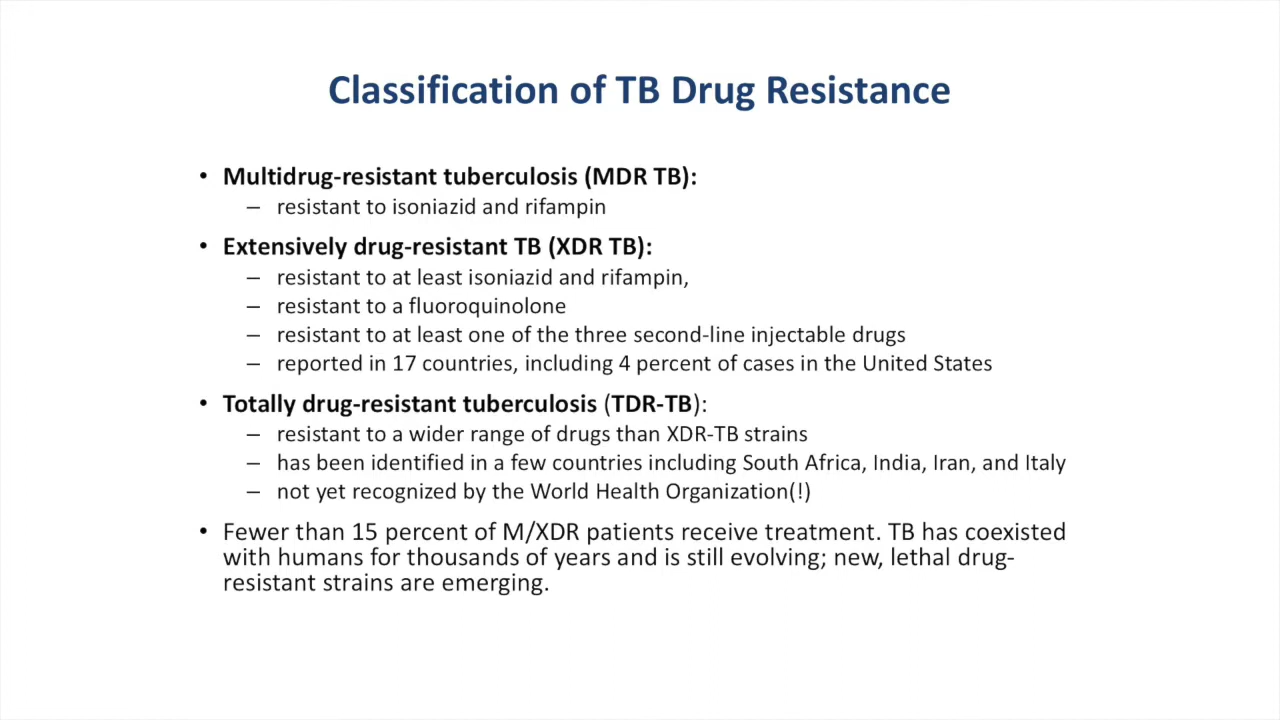 Classification of TB Drug Resistance
• Multidrug-resistant tuberculosis (MDR TB):
– resistant to isoniazid and rifampin
• Extensively drug-resistant TB (XDR TB):
– resistant to at least isoniazid and rifampin,
– resistant to a fluoroquinolone
– resistant to at least one of the three second-line injectable drugs
– reported in 17 countries, including 4 percent of cases in the United States
• Totally drug-resistant tuberculosis (TDR-TB):
– resistant to a wider range of drugs than XDR-TB strains
– has been identified in a few countries including South Africa, India, Iran, and Italy
– not yet recognized by the World Health Organization(!)
• Fewer than 15 percent of M/XDR patients receive treatment. TB has coexisted
with humans for thousands of years and is still evolving; new, lethal drug-
resistant strains are emerging.